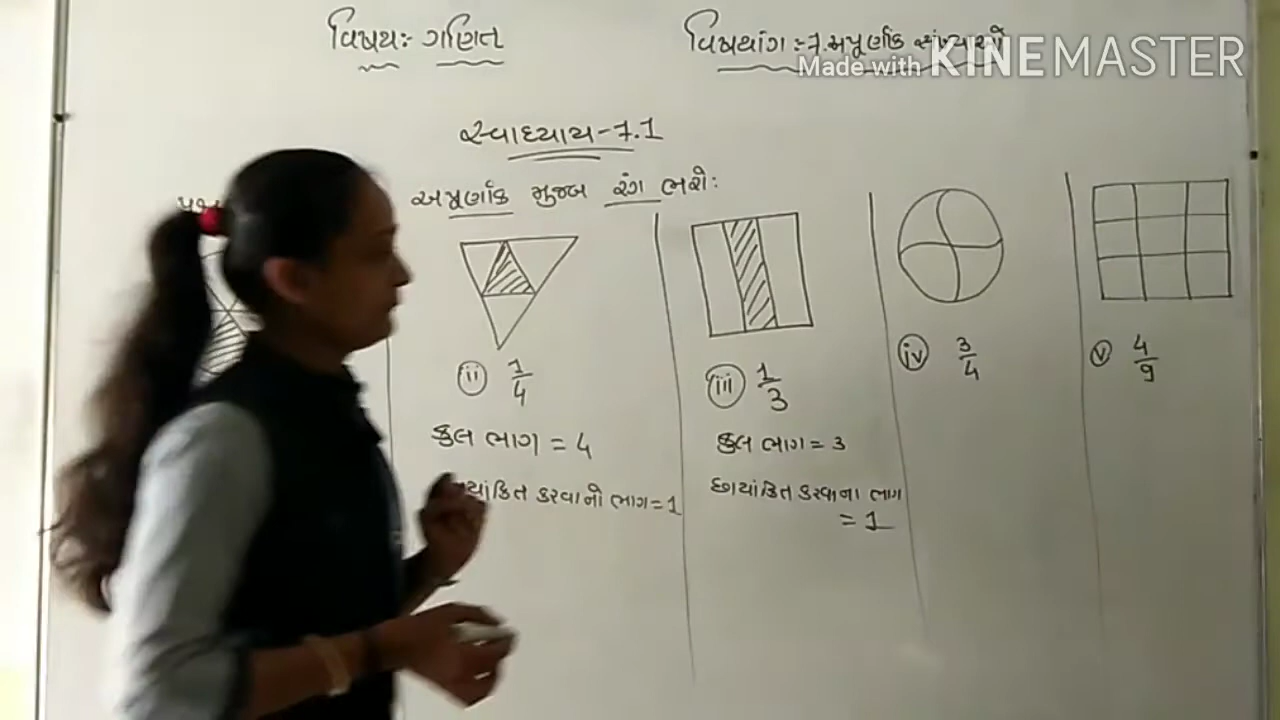 વિષય: ગણિત
વિષયાંગ :- 7. અપૂર્ણાંક સંખ્યાઓ
Made with KINEMASTER
સ્વાધ્યાય - 7.1
અપૂર્ણાંક મુજબ રંગ ભરો:
ii 1/4
iii 1/3
iv 3/4
v 4/9
કુલ ભાગ = 4
કુલ ભાગ = 3
કરવાનો ભાગ = 1
છાયાંકિત કરવાના ભાગ
= 1